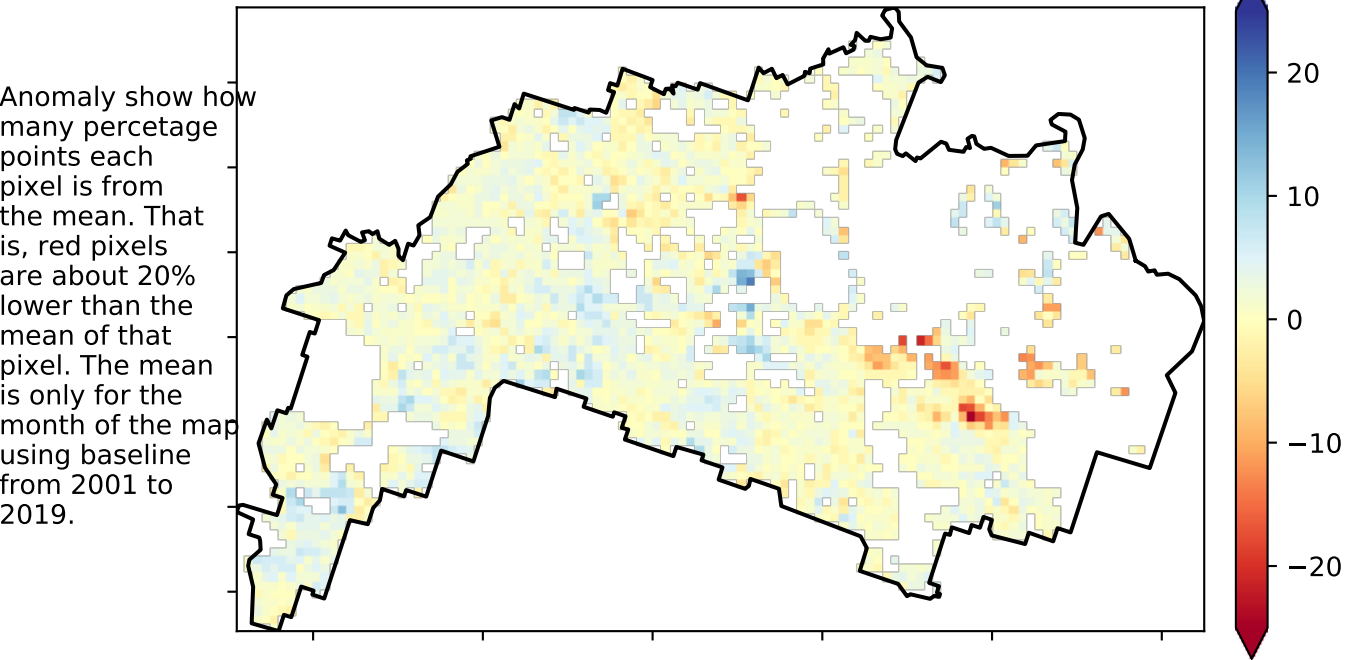 Anomaly show how
many percetage
points each
pixel is from
the mean. That
is, red pixels
are about 20%
lower than the
mean of that
pixel. The mean
is only for the
month of the map
using baseline
from 2001 to
2019.
20
10
0
−10
−20